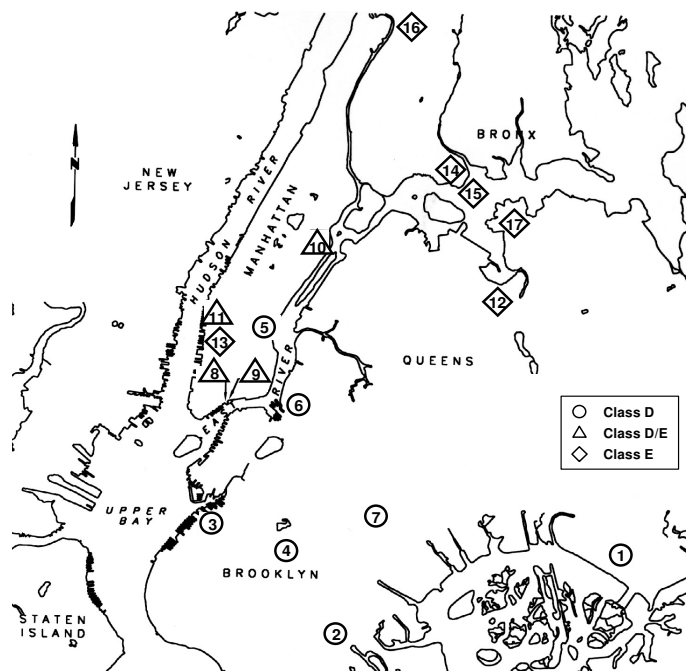 16
BRONX
N
NEW
JERSEY
14
15
17
HUDSON RIVER
MANHATTAN
10
12
11
5
13
QUEENS
8
9
EAST RIVER
6
Class D
Class D/E
Class E
UPPER
BAY
3
7
4
1
BROOKLYN
STATEN
ISLAND
2